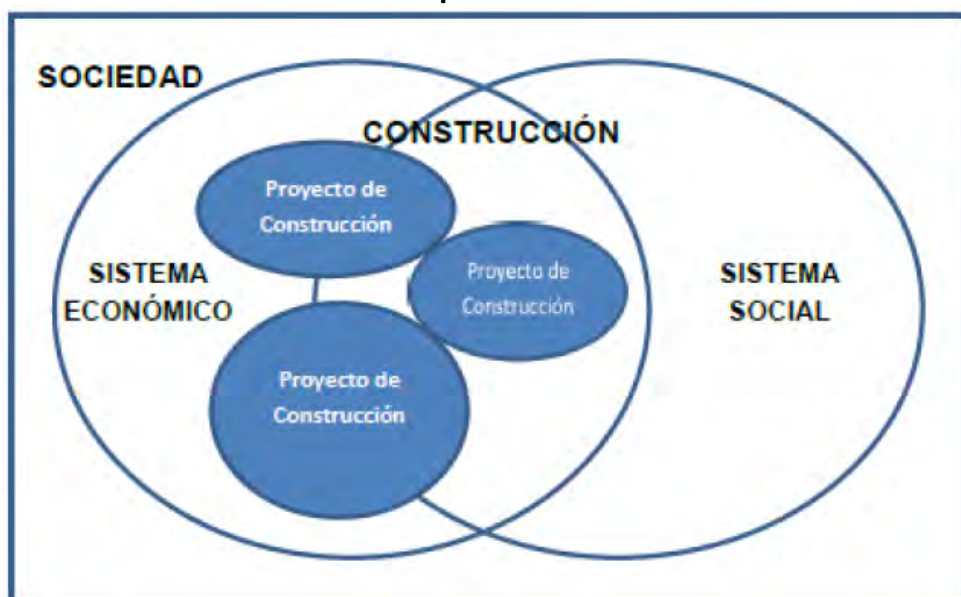 SOCIEDAD
CONSTRUCCIÓN
Proyecto de
Construcción
Proyecto de
Construcción
SISTEMA
ECONÓMICO
SISTEMA
SOCIAL
Proyecto de
Construcción